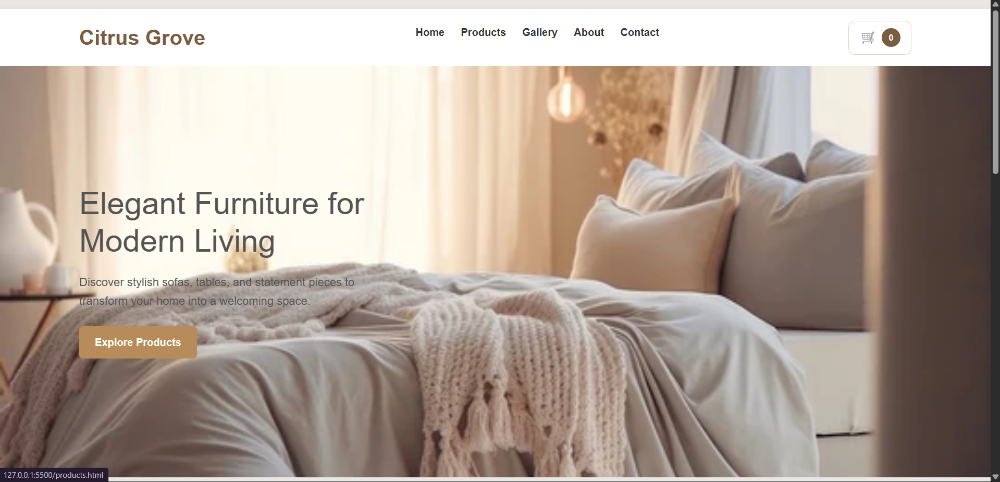 Citrus Grove
Home Products Gallery About Contact
0
Elegant Furniture for
Modern Living
Discover stylish sofas, tables, and statement pieces to
transform your home into a welcoming space.
Explore Products
127.0.0.1:5500/products.html